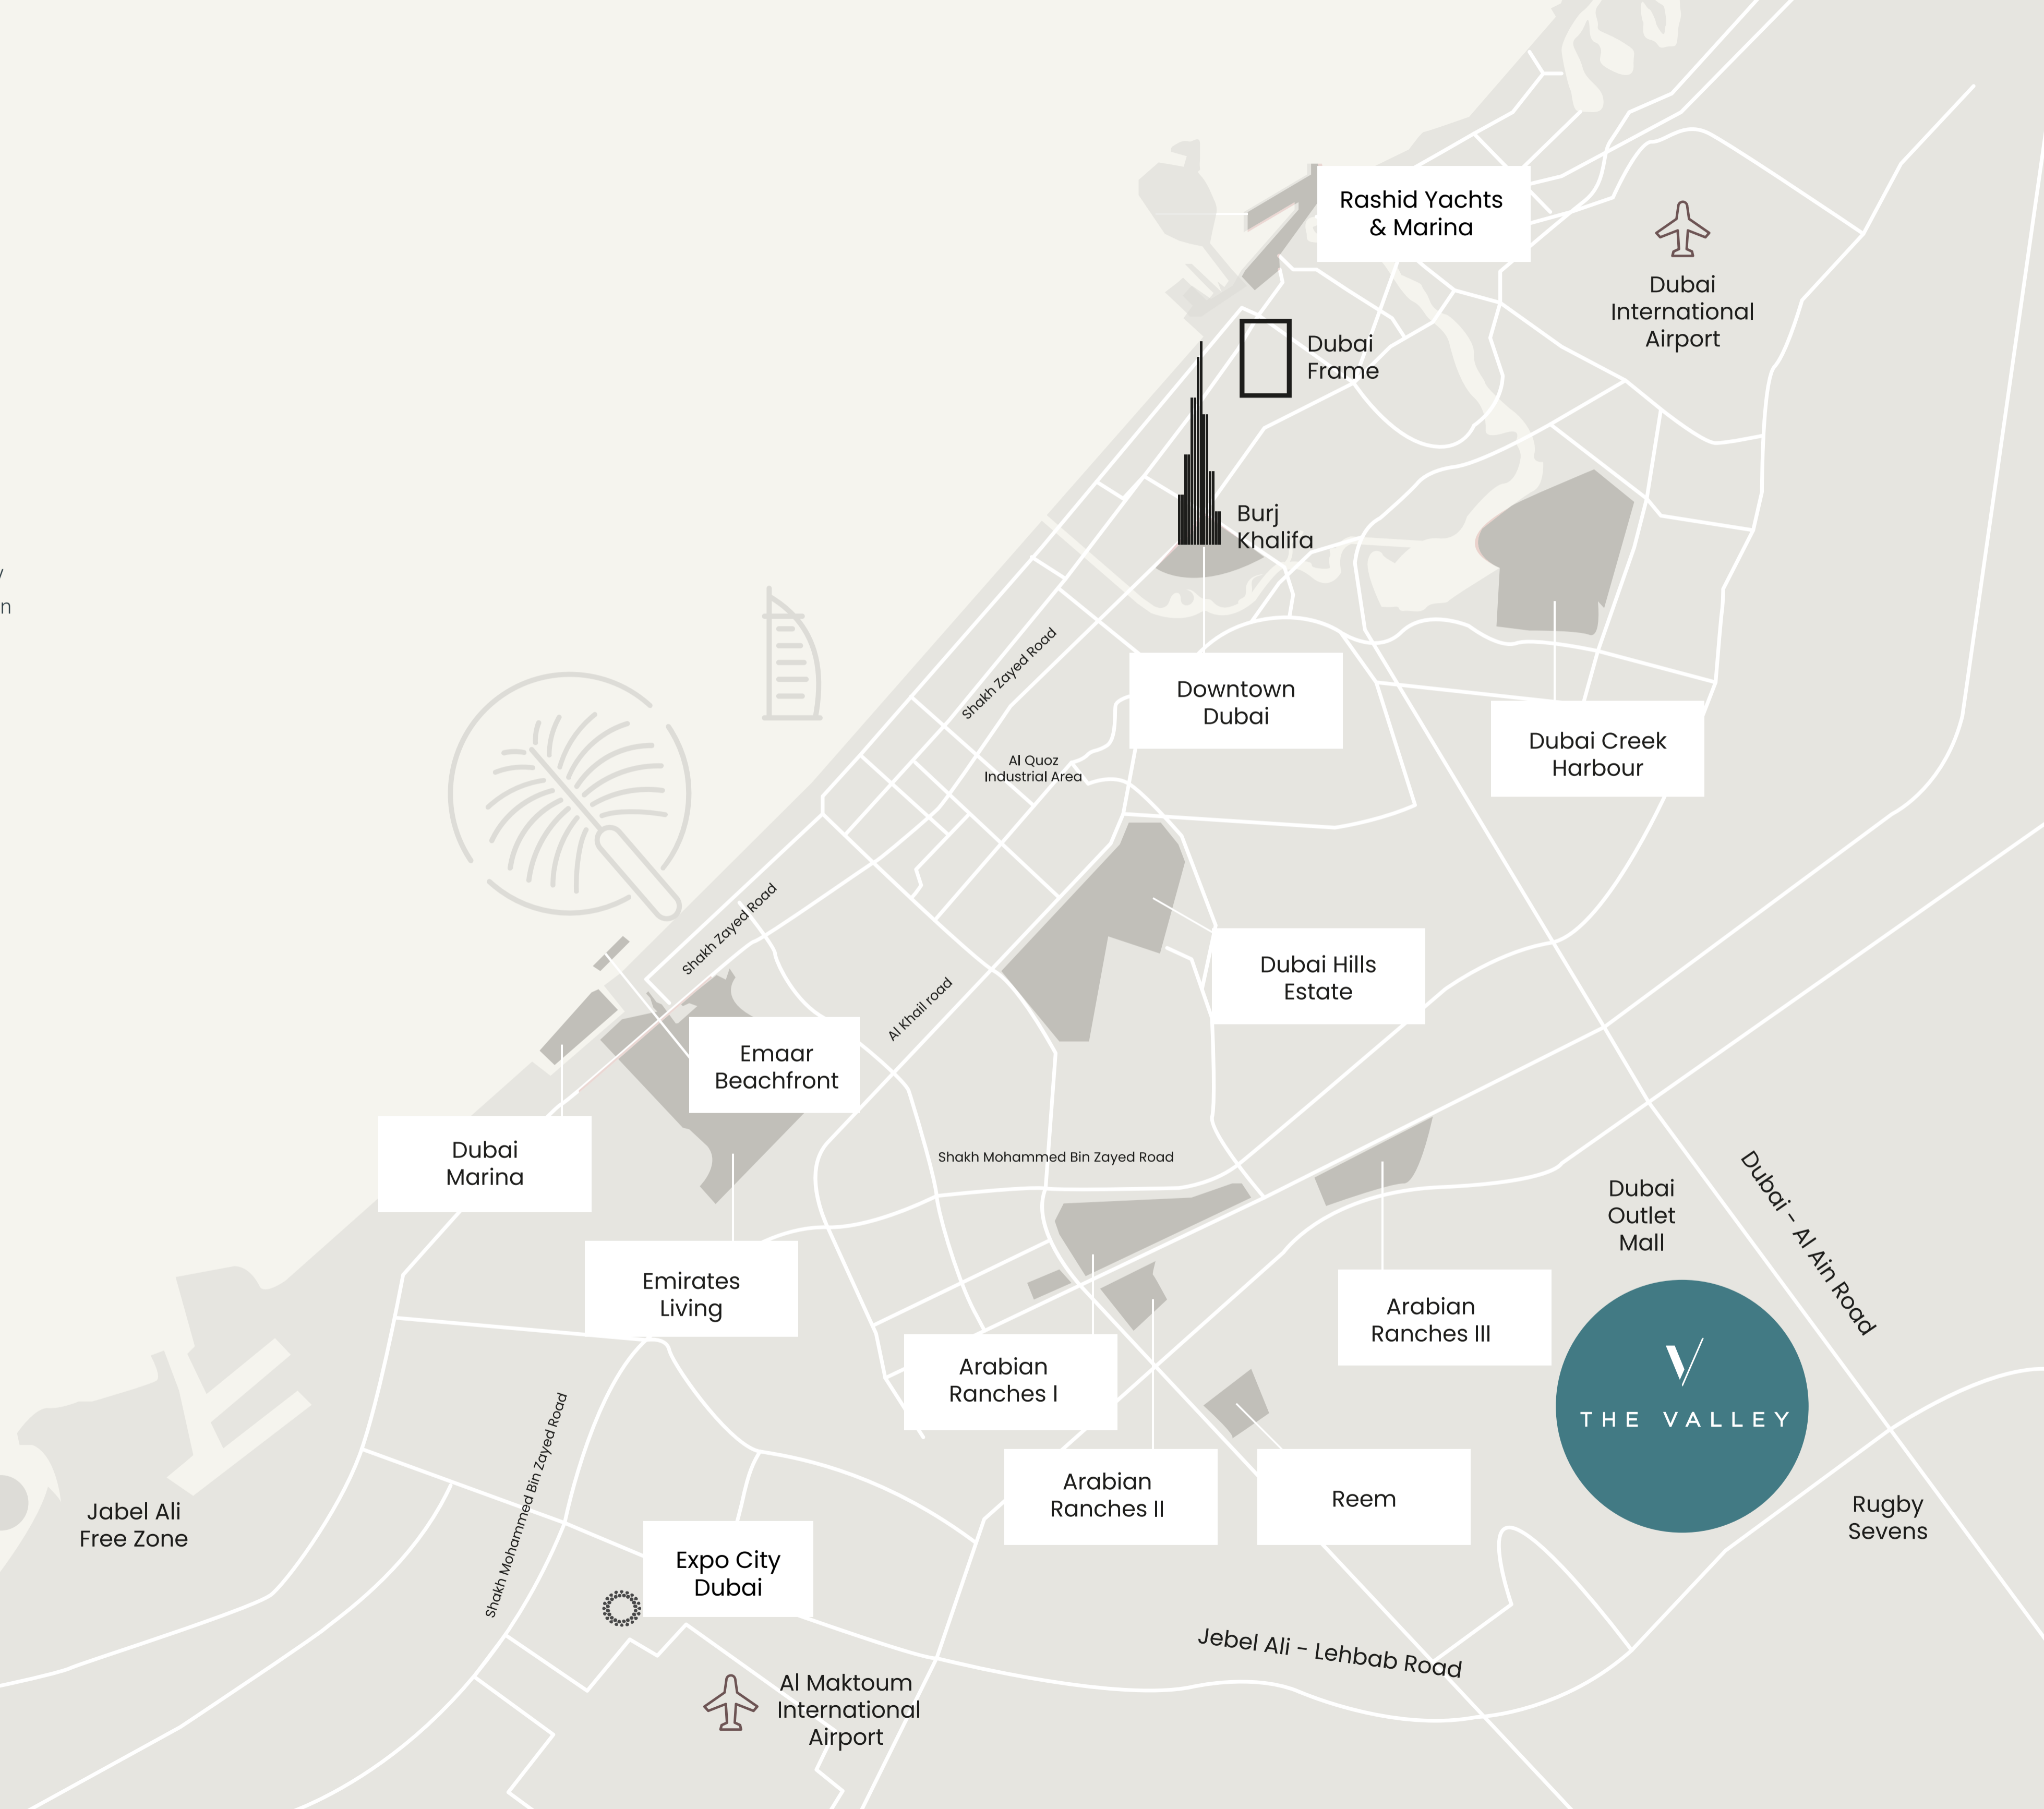 Rashid Yachts
& Marina
Dubai
International
Airport
Dubai
Frame
Burj
Khalifa
n
Shakh Zayed Road
Downtown
Dubai
Dubai Creek
Harbour
Al Quoz
Industrial Area
Shakh Zayed Road
Dubai Hills
Estate
Al Khail road
Emaar
Beachfront
Dubai
Marina
Shakh Mohammed Bin Zayed Road
Dubai
Outlet
Mall
Dubai - Al Ain Road
Emirates
Living
Arabian
Ranches III
Arabian
Ranches l
THE VALLEY
Shakh Mohammed Bin Zayed Road
Arabian
Ranches II
Reem
Jabel Ali
Free Zone
Rugby
Sevens
Expo City
Dubai
Jebel Ali - Lehbab Road
Al Maktoum
International
Airport